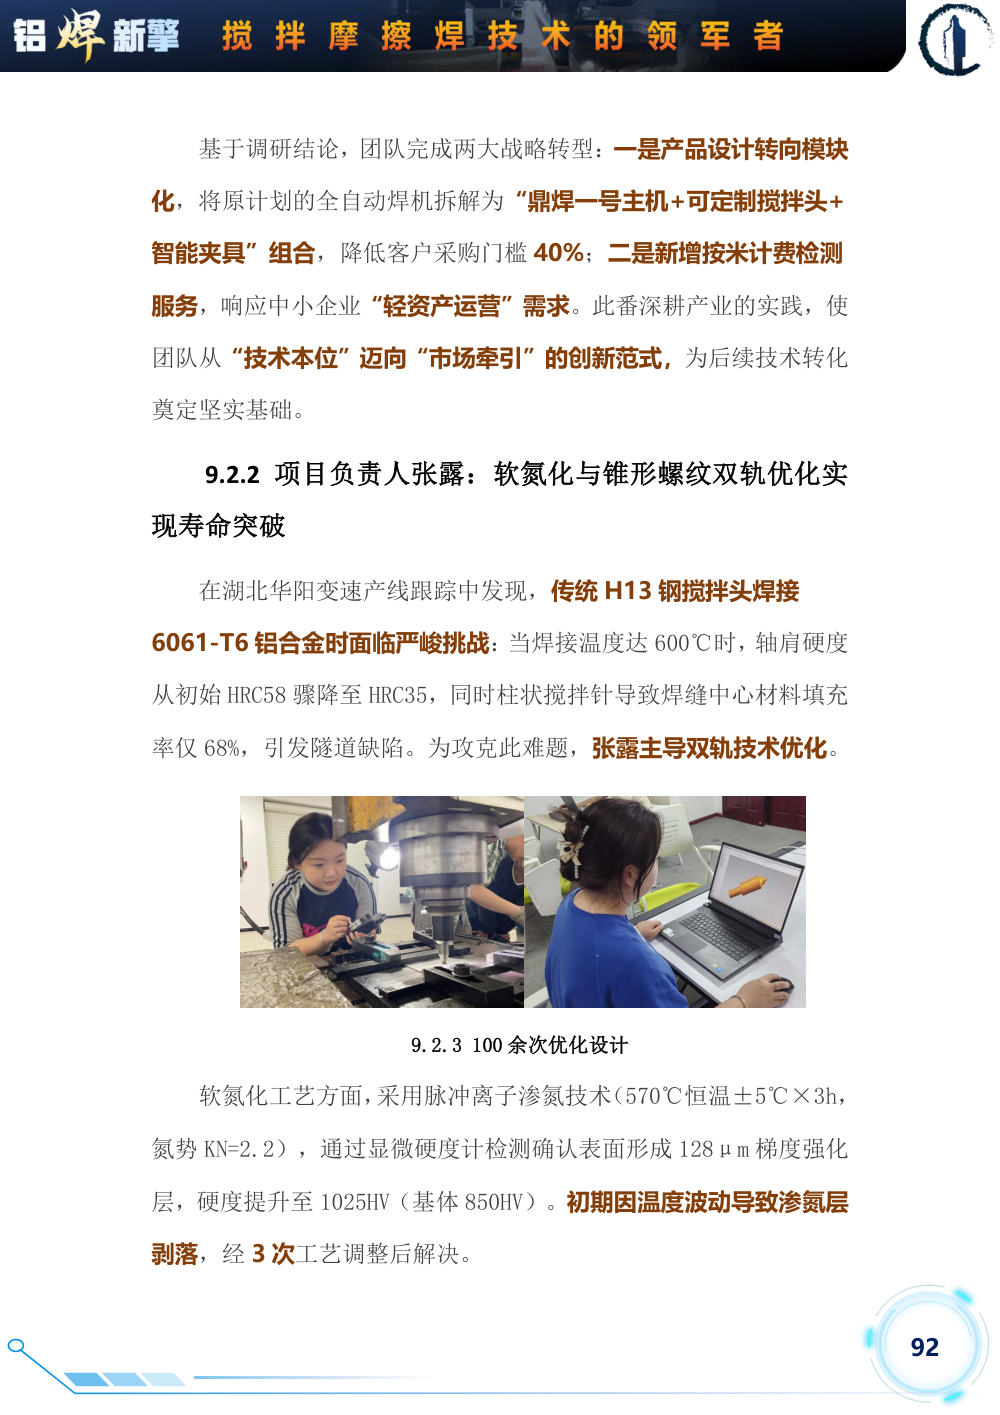 铝焊新擎 搅拌摩擦焊技术的领军者
基于调研结论，团队完成两大战略转型：一是产品设计转向模块
化，将原计划的全自动焊机拆解为“鼎焊一号主机+可定制搅拌头+
智能夹具”组合，降低客户采购门槛 40%；二是新增按米计费检测
服务，响应中小企业“轻资产运营”需求。此番深耕产业的实践，使
团队从“技术本位”迈向“市场牵引”的创新范式，为后续技术转化
奠定坚实基础。
9.2.2 项目负责人张露：软氮化与锥形螺纹双轨优化实
现寿命突破
在湖北华阳变速产线跟踪中发现，传统 H13 钢搅拌头焊接
6061-T6 铝合金时面临严峻挑战：当焊接温度达 600℃时，轴肩硬度
从初始 HRC58 骤降至 HRC35，同时柱状搅拌针导致焊缝中心材料填充
率仅 68%，引发隧道缺陷。为攻克此难题，张露主导双轨技术优化。
9.2.3 100 余次优化设计
软氮化工艺方面，采用脉冲离子渗氮技术（570℃恒温±5℃×3h，
氮势 KN=2.2），通过显微硬度计检测确认表面形成 128μm 梯度强化
层，硬度提升至 1025HV（基体 850HV）。初期因温度波动导致渗氮层
剥落，经 3 次工艺调整后解决。
92